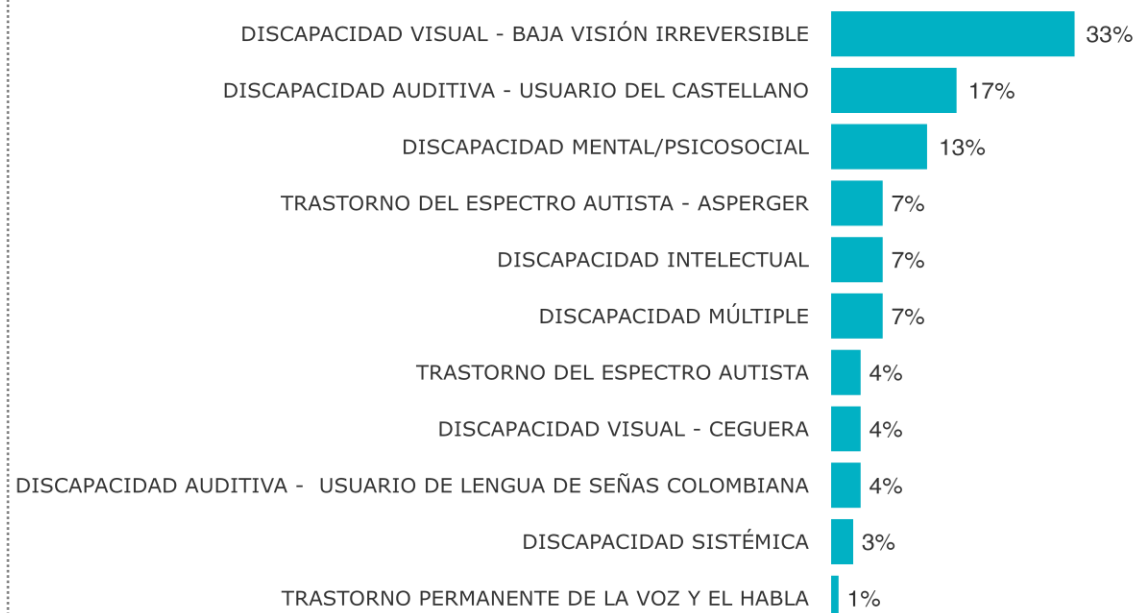 DISCAPACIDAD VISUAL - BAJA VISIÓN IRREVERSIBLE 33%
DISCAPACIDAD AUDITIVA - USUARIO DEL CASTELLANO 17%
DISCAPACIDAD MENTAL/PSICOSOCIAL 13%
TRASTORNO DEL ESPECTRO AUTISTA - ASPERGER 7%
DISCAPACIDAD INTELECTUAL 7%
DISCAPACIDAD MÚLTIPLE 7%
TRASTORNO DEL ESPECTRO AUTISTA 4%
DISCAPACIDAD VISUAL - CEGUERA 4%
DISCAPACIDAD AUDITIVA - USUARIO DE LENGUA DE SEÑAS COLOMBIANA 4%
DISCAPACIDAD SISTÉMICA 3%
TRASTORNO PERMANENTE DE LA VOZ Y EL HABLA 1%